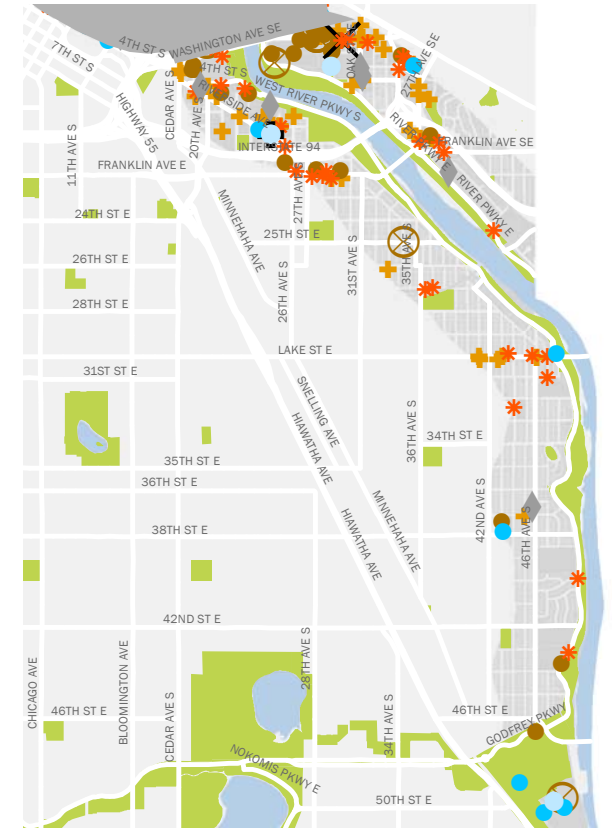 4TH ST S
WASHINGTON AVE SE
7TH ST S
OAK
27TH AVE SE
4TH ST S
WEST RIVER PKWY S
RIVERSIDE AVE
HIGHWAY 55
CEDAR AVE S
20TH AVE S
11TH AVE S
INTERSTATE 94
FRANKLIN AVE SE
RIVER PKWY E
FRANKLIN AVE E
RIVER PWKY E
27TH AVE S
MINNEHAHA AVE
24TH ST E
25TH ST E
31ST AVE S
35TH AVE S
26TH ST E
26TH AVE S
28TH ST E
LAKE ST E
31ST ST E
SNELLING AVE
HIAWATHA AVE
36TH AVE S
34TH ST E
35TH ST E
36TH ST E
42ND AVE S
46TH AVE S
MINNEHAHA AVE
HIAWATHA AVE
38TH ST E
42ND ST E
CHICAGO AVE
BLOOMINGTON AVE
CEDAR AVE S
28TH AVE S
34TH AVE S
46TH ST E
46TH ST E
GODFREY PKWY
NOKOMIS PKWY E
50TH ST E